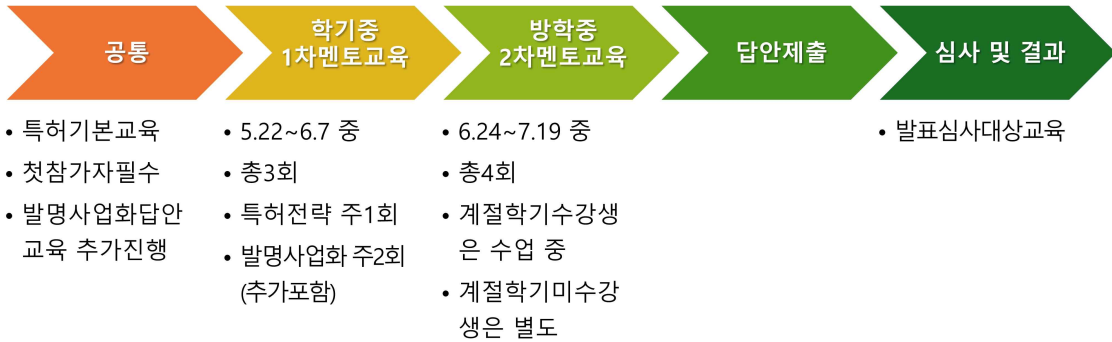 공통
• 특허기본교육
• 첫참가자필수
• 발명사업화답안
교육 추가진행
학기중
1차멘토교육
• 5.22~6.7 중
• 총3회
• 특허전략 주1회
• 발명사업화 주2회
(추가포함)
방학중
2차멘토교육
• 6.24~7.19 중
• 총4회
• 계절학기수강생
은 수업 중
• 계절학기미수강
생은 별도
답안제출
심사 및 결과
• 발표심사대상교육